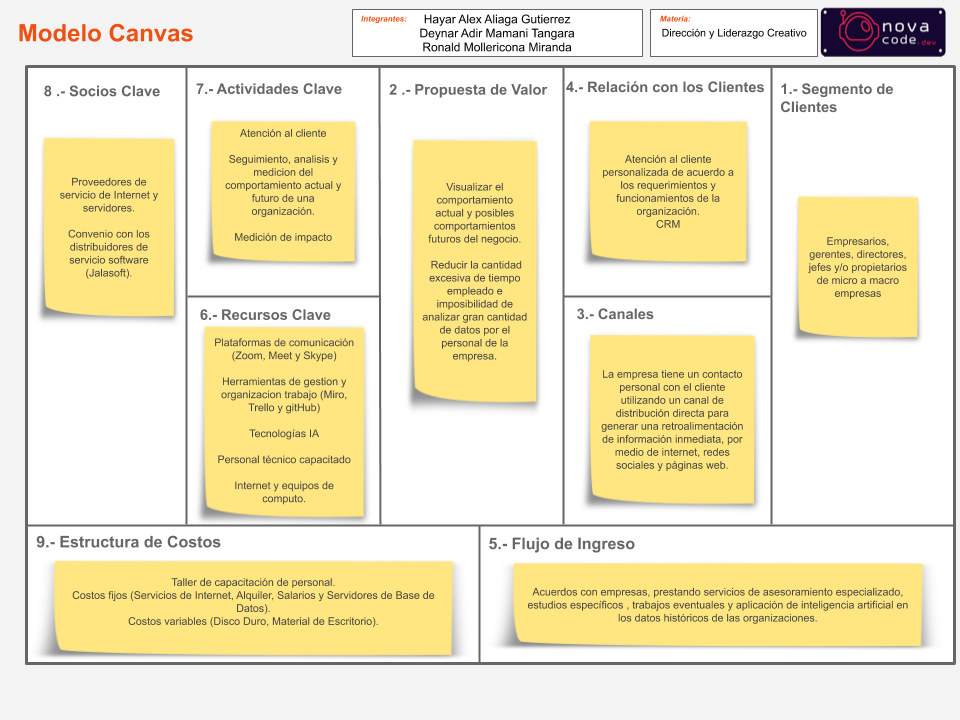 Modelo Canvas
Integrantes:
Hayar Alex Aliaga Gutierrez
Deynar Adir Mamani Tangara
Ronald Mollericona Miranda
Materia:
Dirección y Liderazgo Creativo
nova
code.dev
8 .- Socios Clave
Proveedores de
servicio de Internet y
servidores.
Convenio con los
distribuidores de
servicio software
(Jalasoft).
7.- Actividades Clave
Atención al cliente
Seguimiento, analisis y
medicion del
comportamiento actual y
futuro de una
organización.
Medición de impacto
6.- Recursos Clave
Plataformas de comunicación
(Zoom, Meet y Skype)
Herramientas de gestion y
organizacion trabajo (Miro,
Trello y gitHub)
Tecnologías IA
Personal técnico capacitado
Internet y equipos de
computo.
2 .- Propuesta de Valor
Visualizar el
comportamiento
actual y posibles
comportamientos
futuros del negocio.
Reducir la cantidad
excesiva de tiempo
empleado e
imposibilidad de
analizar gran cantidad
de datos por el
personal de la
empresa.
4.- Relación con los Clientes
Atención al cliente
personalizada de acuerdo a
los requerimientos y
funcionamientos de la
organización.
CRM
3.- Canales
La empresa tiene un contacto
personal con el cliente
utilizando un canal de
distribución directa para
generar una retroalimentación
de información inmediata, por
medio de internet, redes
sociales y páginas web.
1.- Segmento de
Clientes
Empresarios,
gerentes, directores,
jefes y/o propietarios
de micro a macro
empresas
9.- Estructura de Costos
Taller de capacitación de personal.
Costos fijos (Servicios de Internet, Alquiler, Salarios y Servidores de Base de
Datos).
Costos variables (Disco Duro, Material de Escritorio).
5.- Flujo de Ingreso
Acuerdos con empresas, prestando servicios de asesoramiento especializado,
estudios específicos , trabajos eventuales y aplicación de inteligencia artificial en
los datos históricos de las organizaciones.